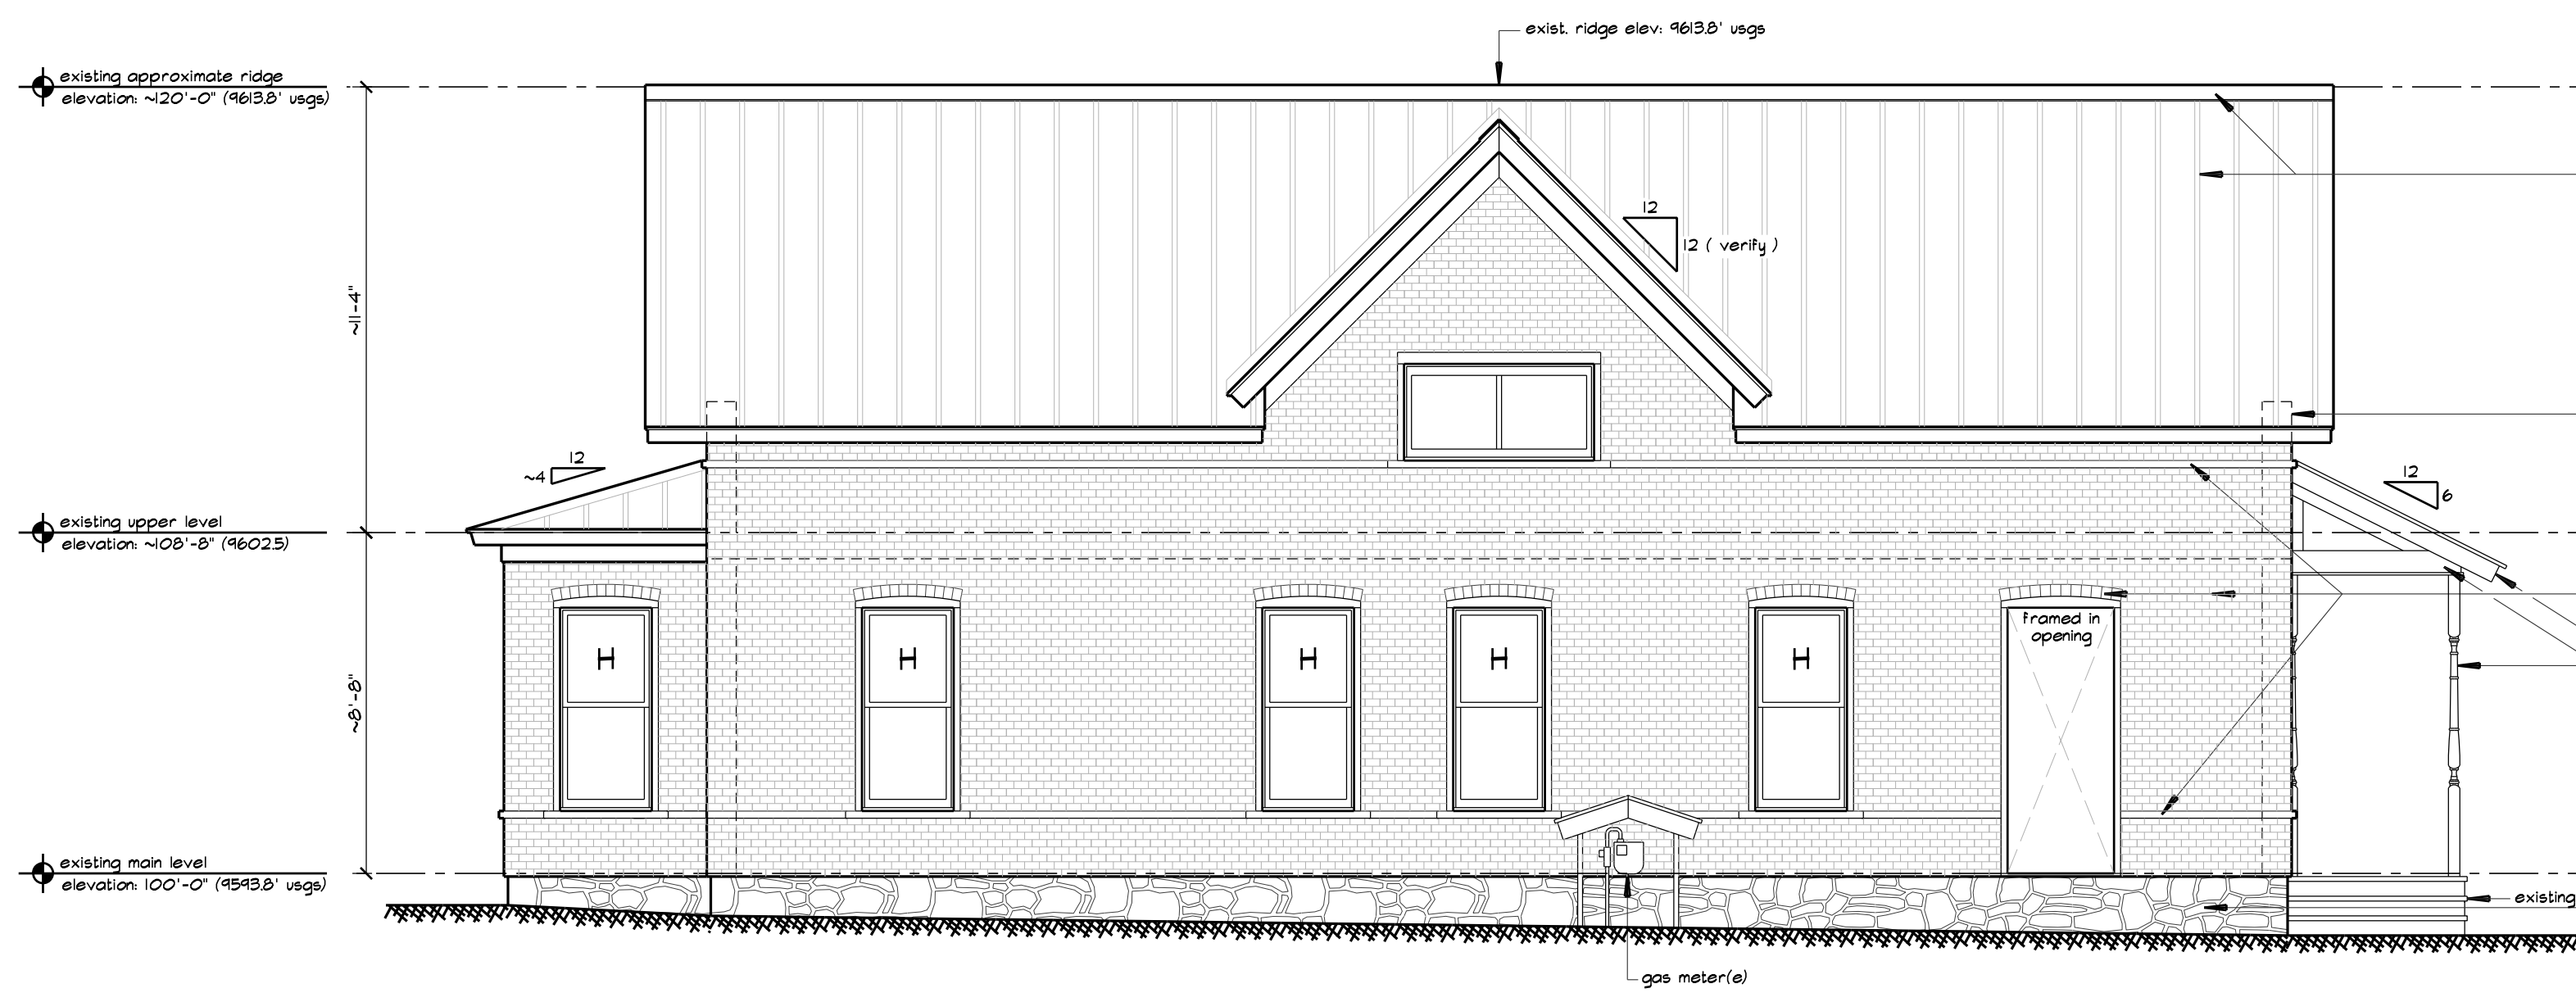 exist. ridge elev: 9613.8' usgs
existing approximate ridge
elevation: ~120'-0" (9613.8' usgs)
12
12 ( verify )
~11'-4"
12
~4
12
6
existing upper level
elevation: ~108'-8" (9602.5)
framed in
opening
H
H
H
H
H
~8'-8"
existing main level
elevation: 100'-0" (9593.8' usgs)
existing
gas meter(e)